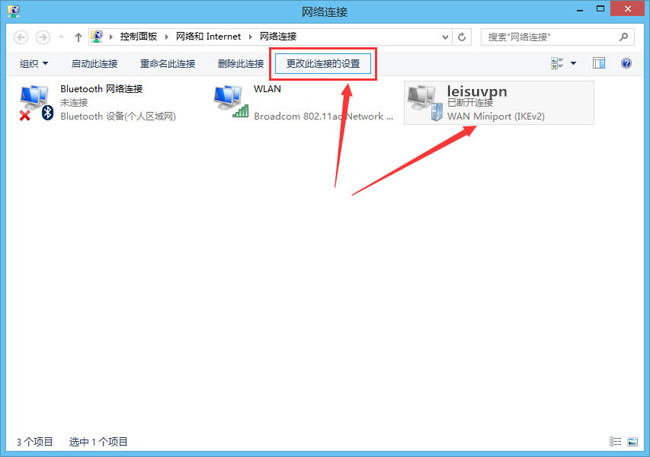 网络连接
控制面板 网络和 Internet 网络连接
搜索"网络连接"
组织 启动此连接 重命名此连接 删除此连接 更改此连接的设置
Bluetooth 网络连接
未连接
Bluetooth 设备(个人区域网)
WLAN
Broadcom 802.11ac Network ...
leisuvpn
已断开连接
WAN Miniport (IKEv2)
3 个项目 选中 1 个项目